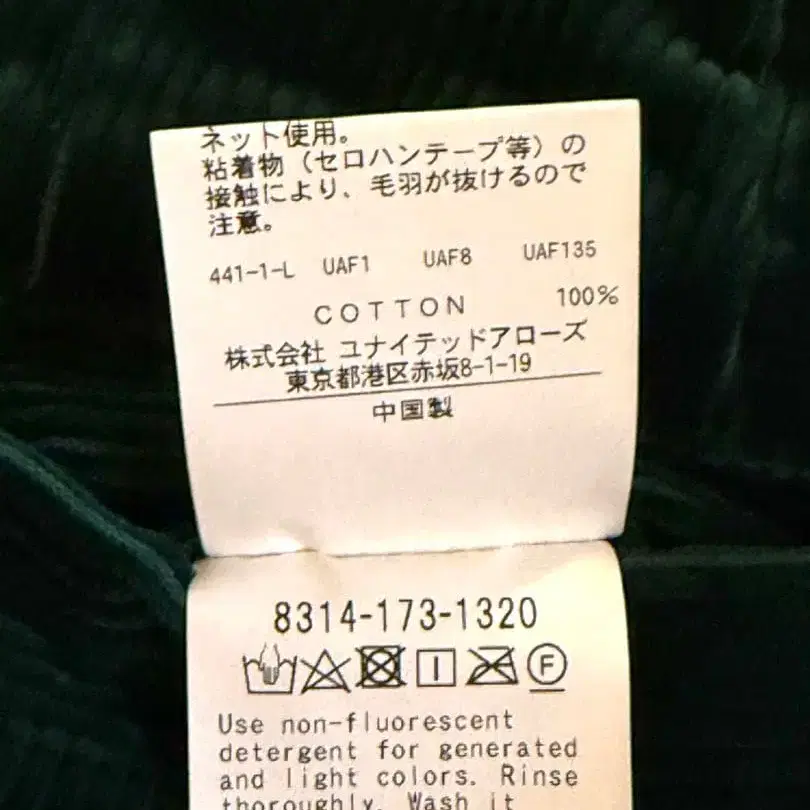 ネット使用。
粘着物（セロハンテープ等）の
接触により、毛羽が抜けるので
注意。
441-1-L UAF1 UAF8 UAF135
COTTON 100%
株式会社 ユナイテッドアローズ
東京都港区赤坂8-1-19
中国製
8314-173-1320
F
Use non-fluorescent
detergent for generated
and light colors. Rinse
thoroughly. Wash it